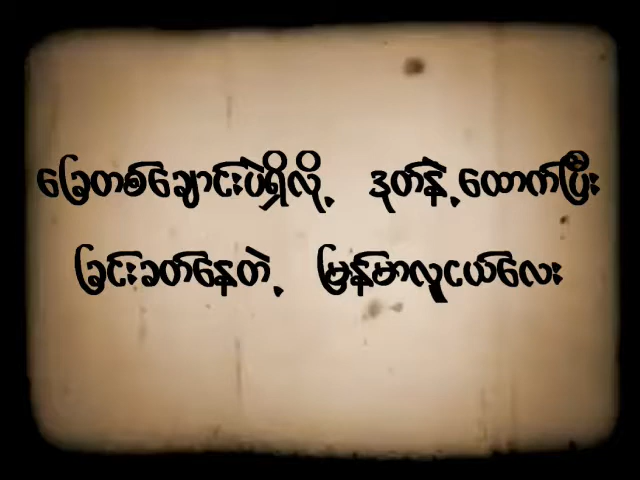 ခြေတစ်ချောင်းပဲရှိလို့ ဒုတ်နဲ့ထောက်ပြီး
ခြင်းခတ်နေတဲ့ မြန်မာလူငယ်လေး